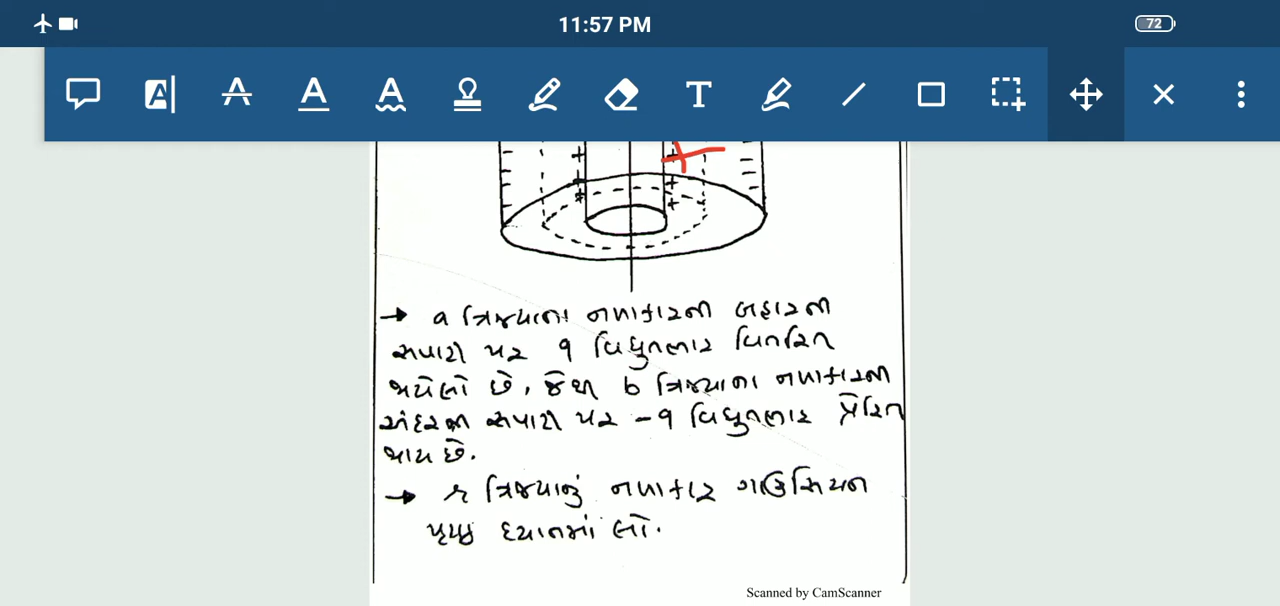 11:57 PM
72
A
A
A
A
T
→ a ત્રિજ્યાના નળાકારની બહારની
સપાટી પર q વિદ્યુતભાર વિતરિત
થયેલો છે, જેથી b ત્રિજ્યાના નળાકારની
અંદરની સપાટી પર -q વિદ્યુતભાર પ્રેરિત
થાય છે.
→ r ત્રિજ્યાનું નળાકાર ગાઉસિયન
પૃષ્ઠ ધ્યાનમાં લો.
Scanned by CamScanner